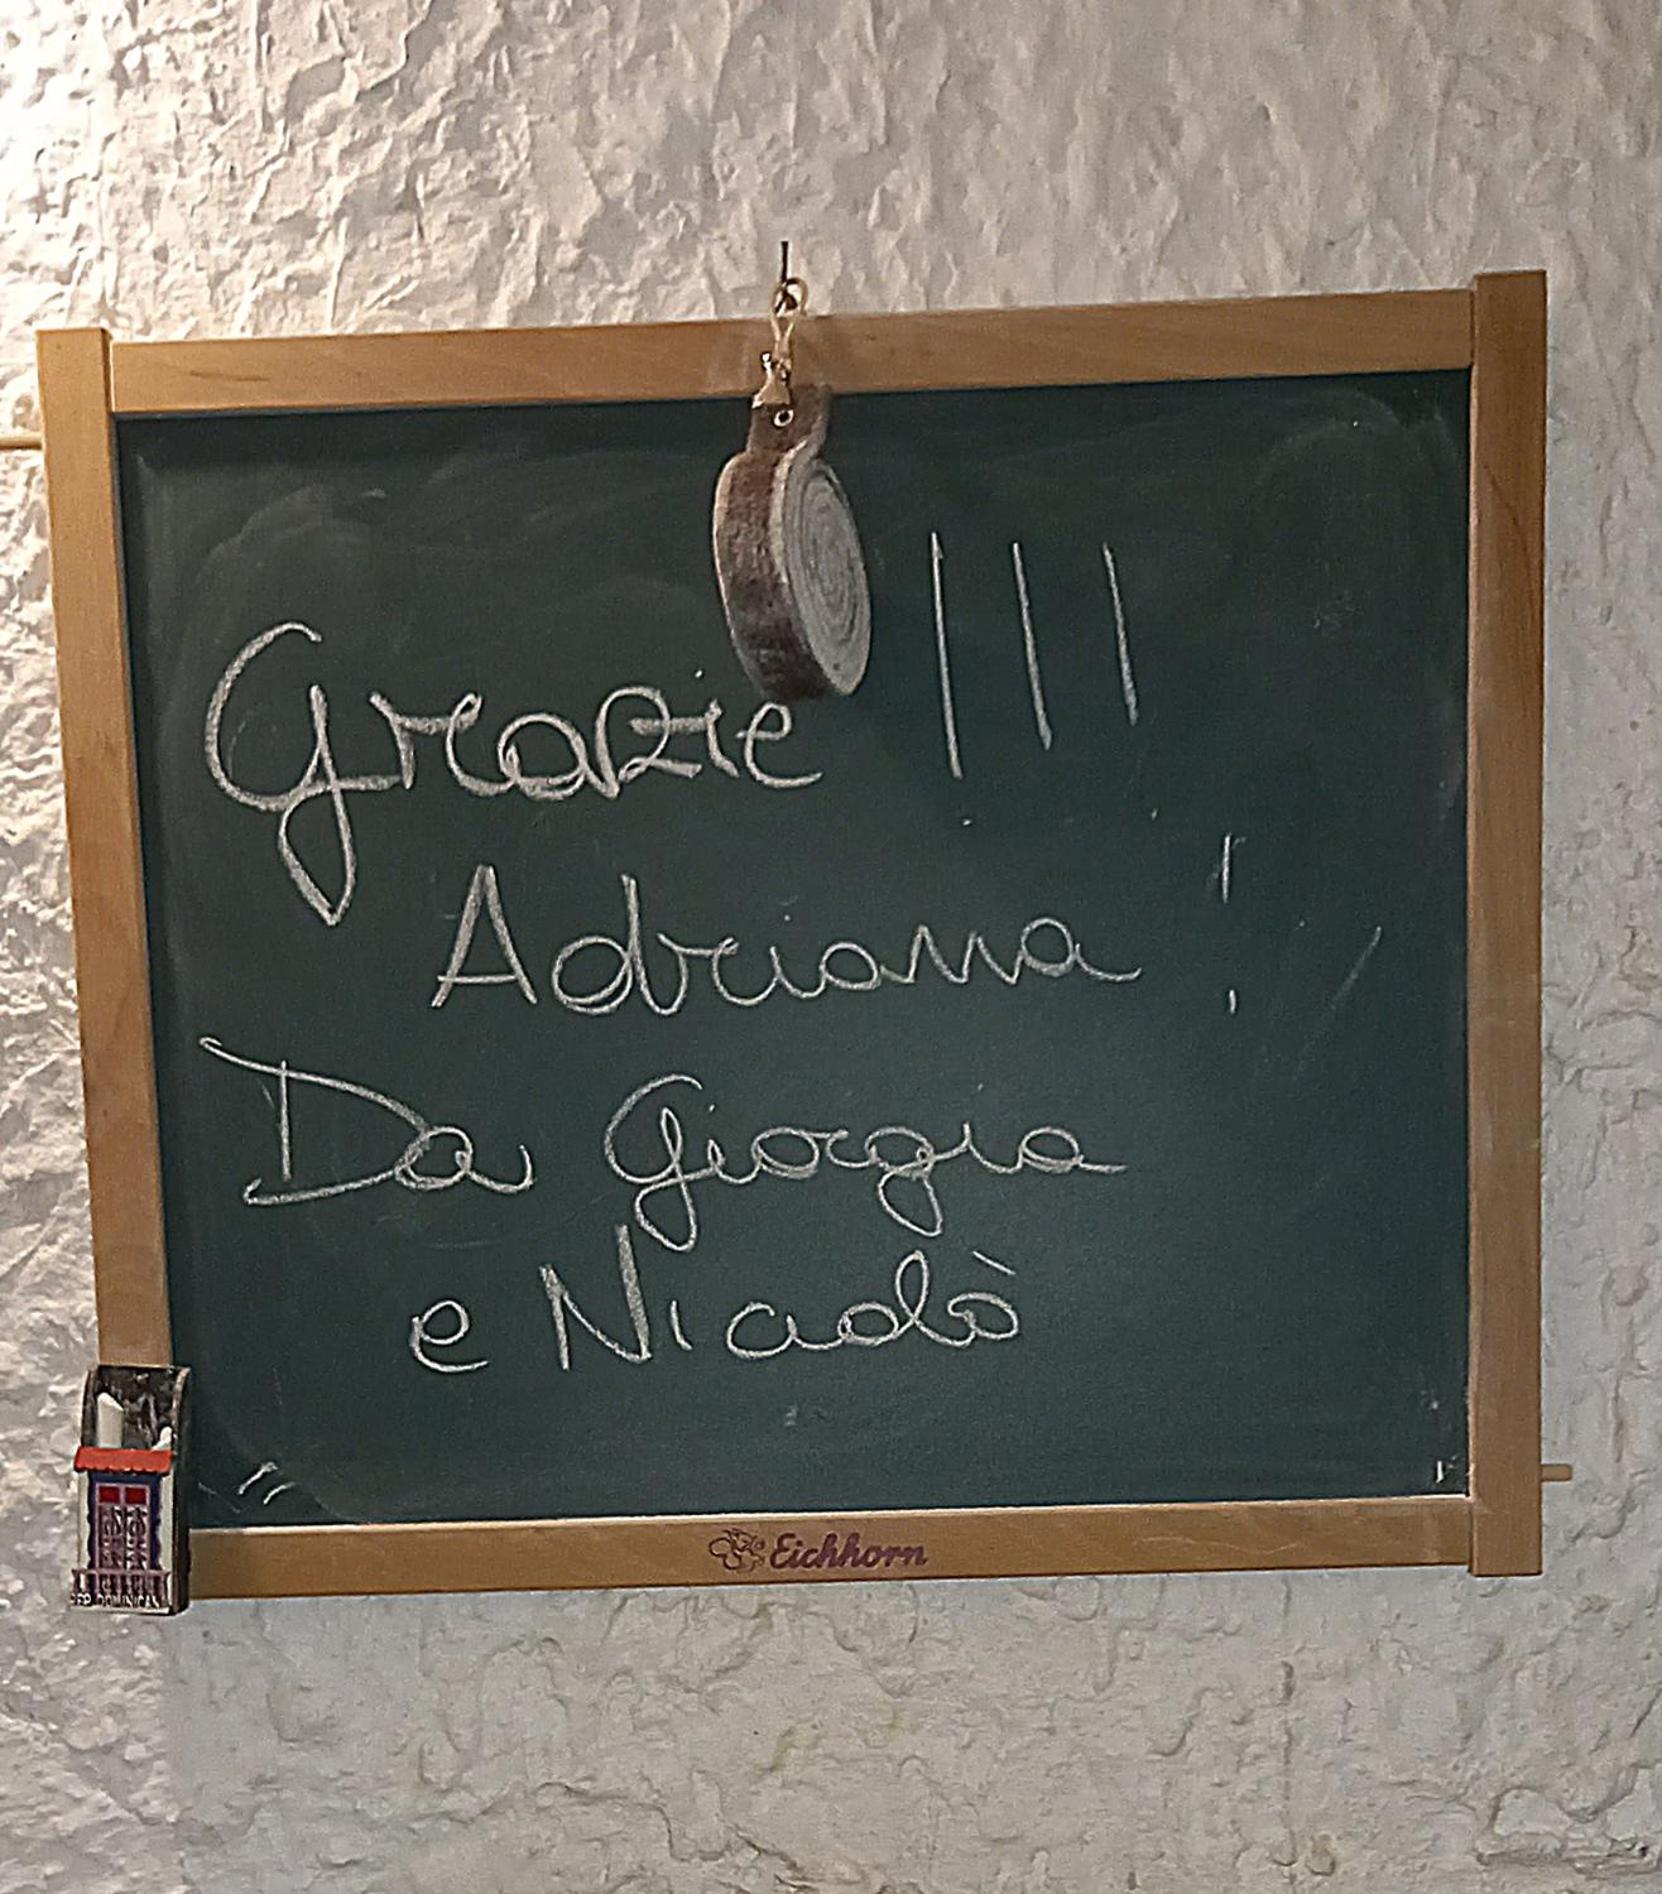 Grazie !!!
Adriana !
Da Giorgia
e Nicolò
Eichhorn